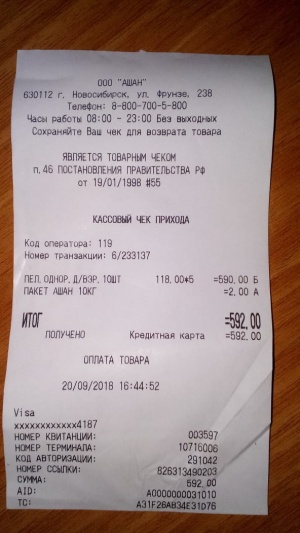 ООО "АШАН"
630112 г. Новосибирск, ул. Фрунзе, 238
Телефон: 8-800-700-5-800
Часы работы 08:00 - 23:00 Без выходных
Сохраняйте Ваш чек для возврата товара
ЯВЛЯЕТСЯ ТОВАРНЫМ ЧЕКОМ
п.46 ПОСТАНОВЛЕНИЯ ПРАВИТЕЛЬСТВА РФ
от 19/01/1998 #55
КАССОВЫЙ ЧЕК ПРИХОДА
Код оператора: 119
Номер транзакции: 6/233137
ПЕЛ.ОДНОР.Д/ВЗР.10ШТ 118,00*5 =590,00 Б
ПАКЕТ АШАН 10КГ =2,00 А
ИТОГ =592,00
ПОЛУЧЕНО Кредитная карта =592,00
ОПЛАТА ТОВАРА
20/09/2018 16:44:52
Visa
xxxxxxxxxxxx4187
НОМЕР КВИТАНЦИИ: 003597
НОМЕР ТЕРМИНАЛА: 10716006
КОД АВТОРИЗАЦИИ: 291042
НОМЕР ССЫЛКИ: 826313490203
СУММА: 592,00
AID: A0000000031010
TC: A31F26AB34E31D76